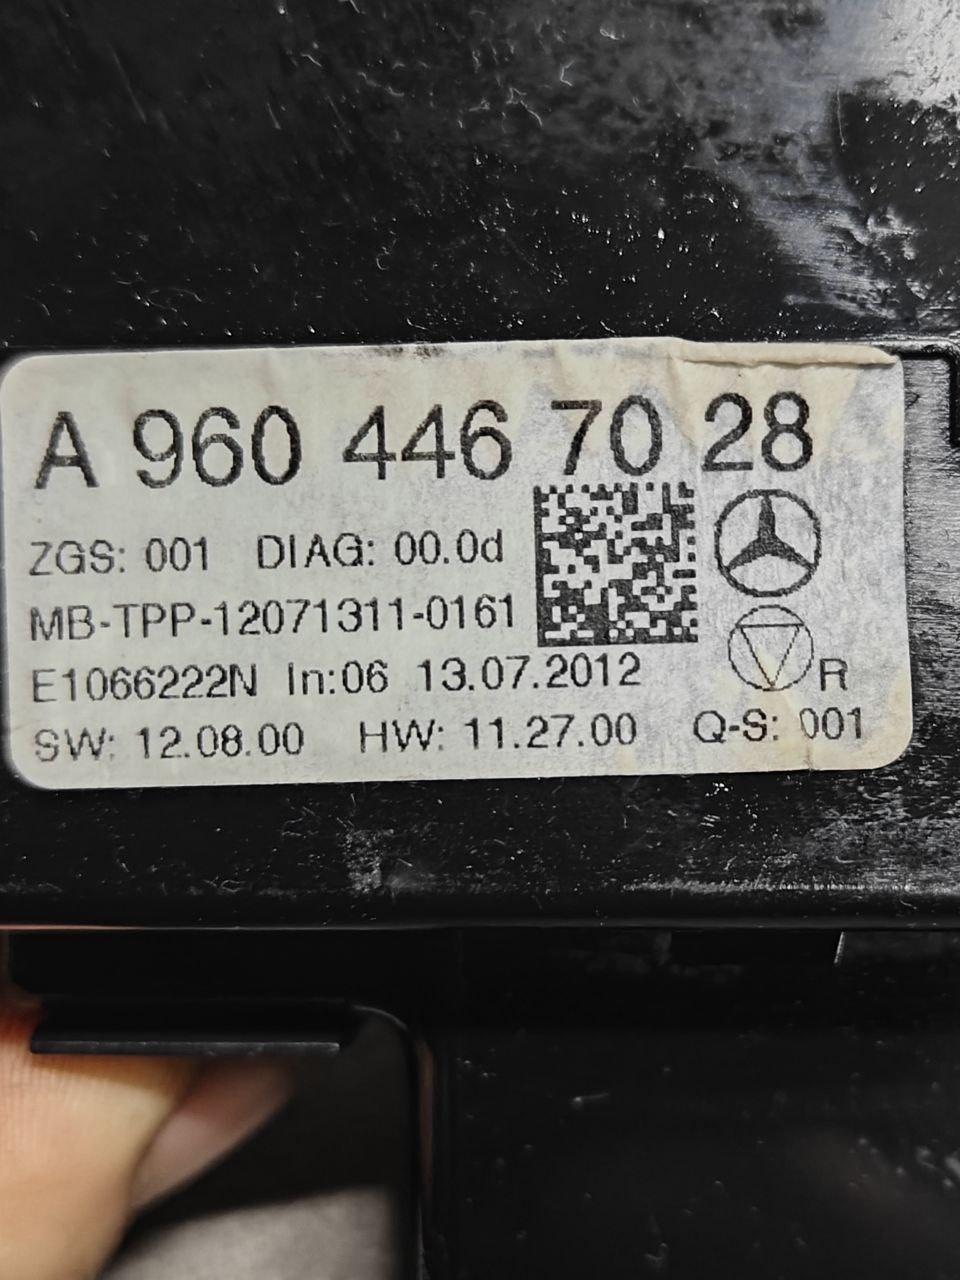 A 960 446 70 28
ZGS: 001 DIAG: 00.0d
MB-TPP-12071311-0161
E1066222N In:06 13.07.2012
R
SW: 12.08.00 HW: 11.27.00 Q-S: 001